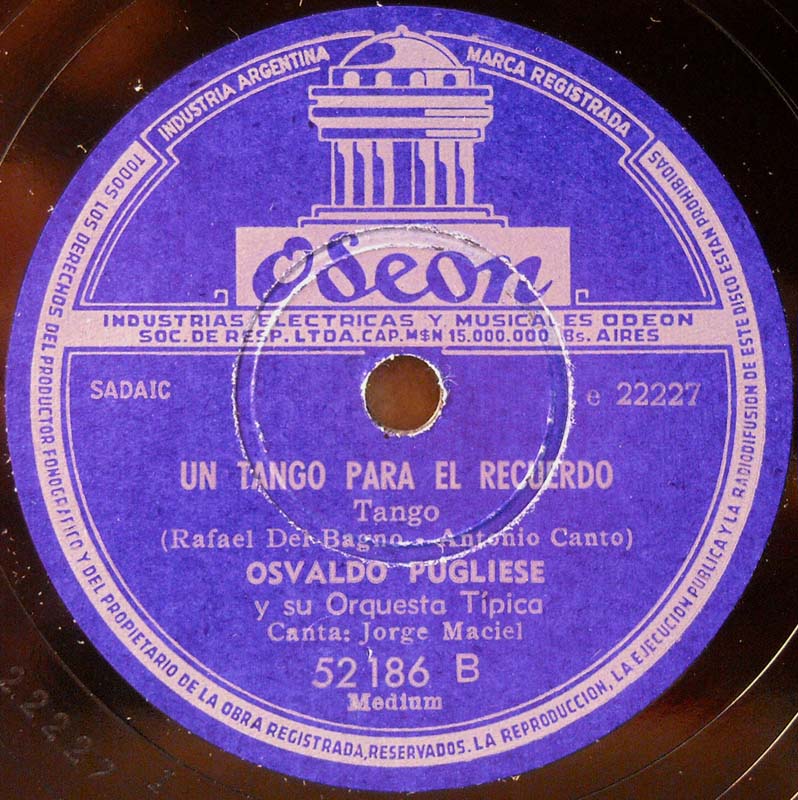 INDUSTRIA ARGENTINA
MARCA REGISTRADA
Odeon
INDUSTRIAS ELECTRICAS Y MUSICALES ODEON
SOC. DE RESP. LTDA. CAP. M$N 15.000.000 Bs. AIRES
SADAIC
e 22227
UN TANGO PARA EL RECUERDO
Tango
(Rafael Del Bagno - Antonio Canto)
OSVALDO PUGLIESE
y su Orquesta Típica
Canta: Jorge Maciel
52186 B
Medium
TODOS LOS DERECHOS DEL PRODUCTOR FONOGRAFICO Y DEL PROPIETARIO DE LA OBRA REGISTRADA, RESERVADOS. LA REPRODUCCION, LA EJECUCION PUBLICA Y LA RADIODIFUSION DE ESTE DISCO ESTAN PROHIBIDAS
22227 1